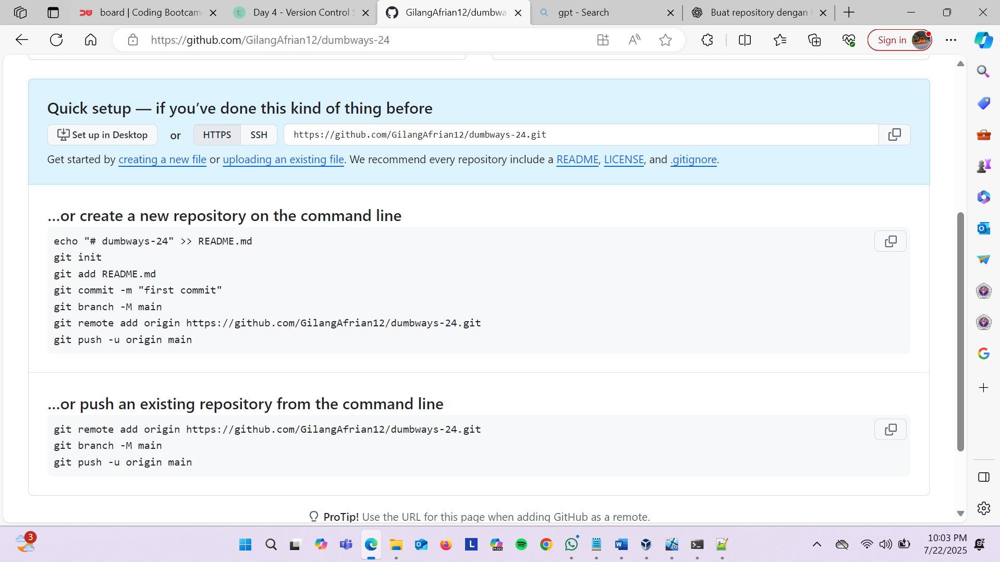 board | Coding Bootcam
Day 4 - Version Control S
GilangAfrian12/dumbwa
gpt - Search
Buat repository dengan
https://github.com/GilangAfrian12/dumbways-24
Sign in
Quick setup — if you’ve done this kind of thing before
Set up in Desktop or HTTPS SSH https://github.com/GilangAfrian12/dumbways-24.git
Get started by creating a new file or uploading an existing file. We recommend every repository include a README, LICENSE, and .gitignore.
…or create a new repository on the command line
echo "# dumbways-24" >> README.md
git init
git add README.md
git commit -m "first commit"
git branch -M main
git remote add origin https://github.com/GilangAfrian12/dumbways-24.git
git push -u origin main
…or push an existing repository from the command line
git remote add origin https://github.com/GilangAfrian12/dumbways-24.git
git branch -M main
git push -u origin main
ProTip! Use the URL for this page when adding GitHub as a remote.
3
10:03 PM
7/22/2025